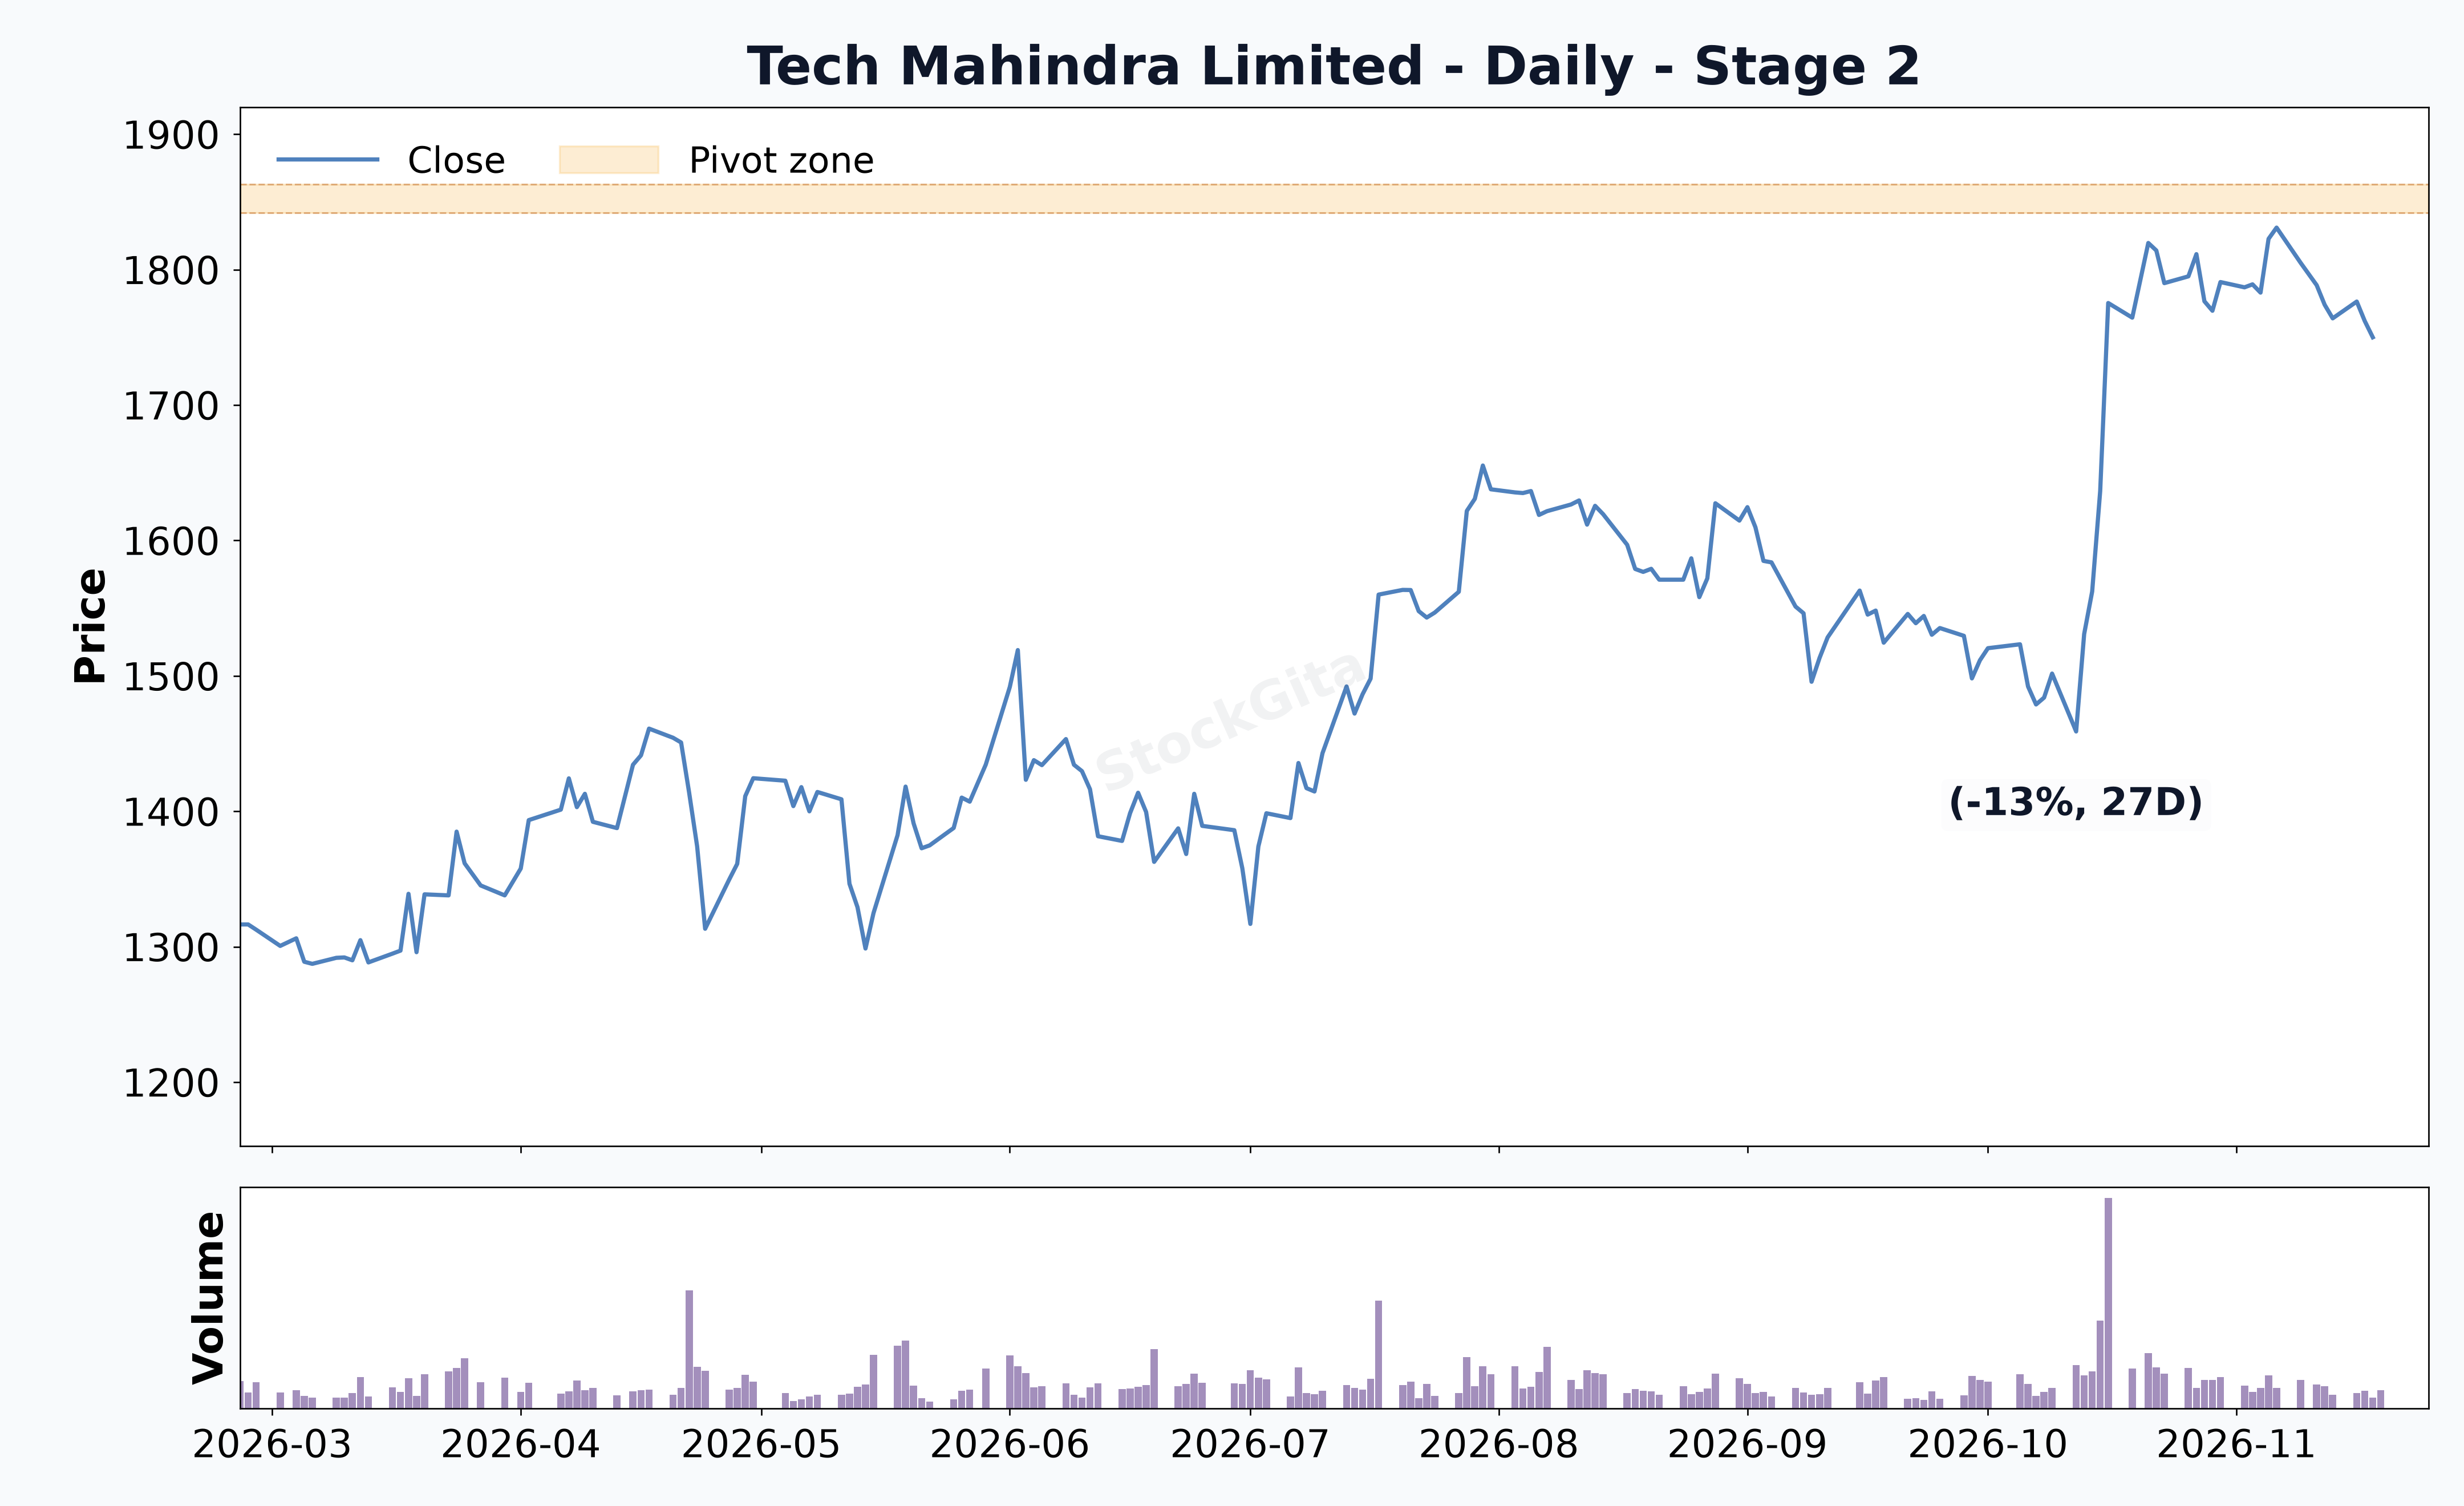 Tech Mahindra Limited - Daily - Stage 2
1900
1800
1700
1600
1500
1400
1300
1200
Price
Close
Pivot zone
StockGita
(-13%, 27D)
Volume
2026-03
2026-04
2026-05
2026-06
2026-07
2026-08
2026-09
2026-10
2026-11